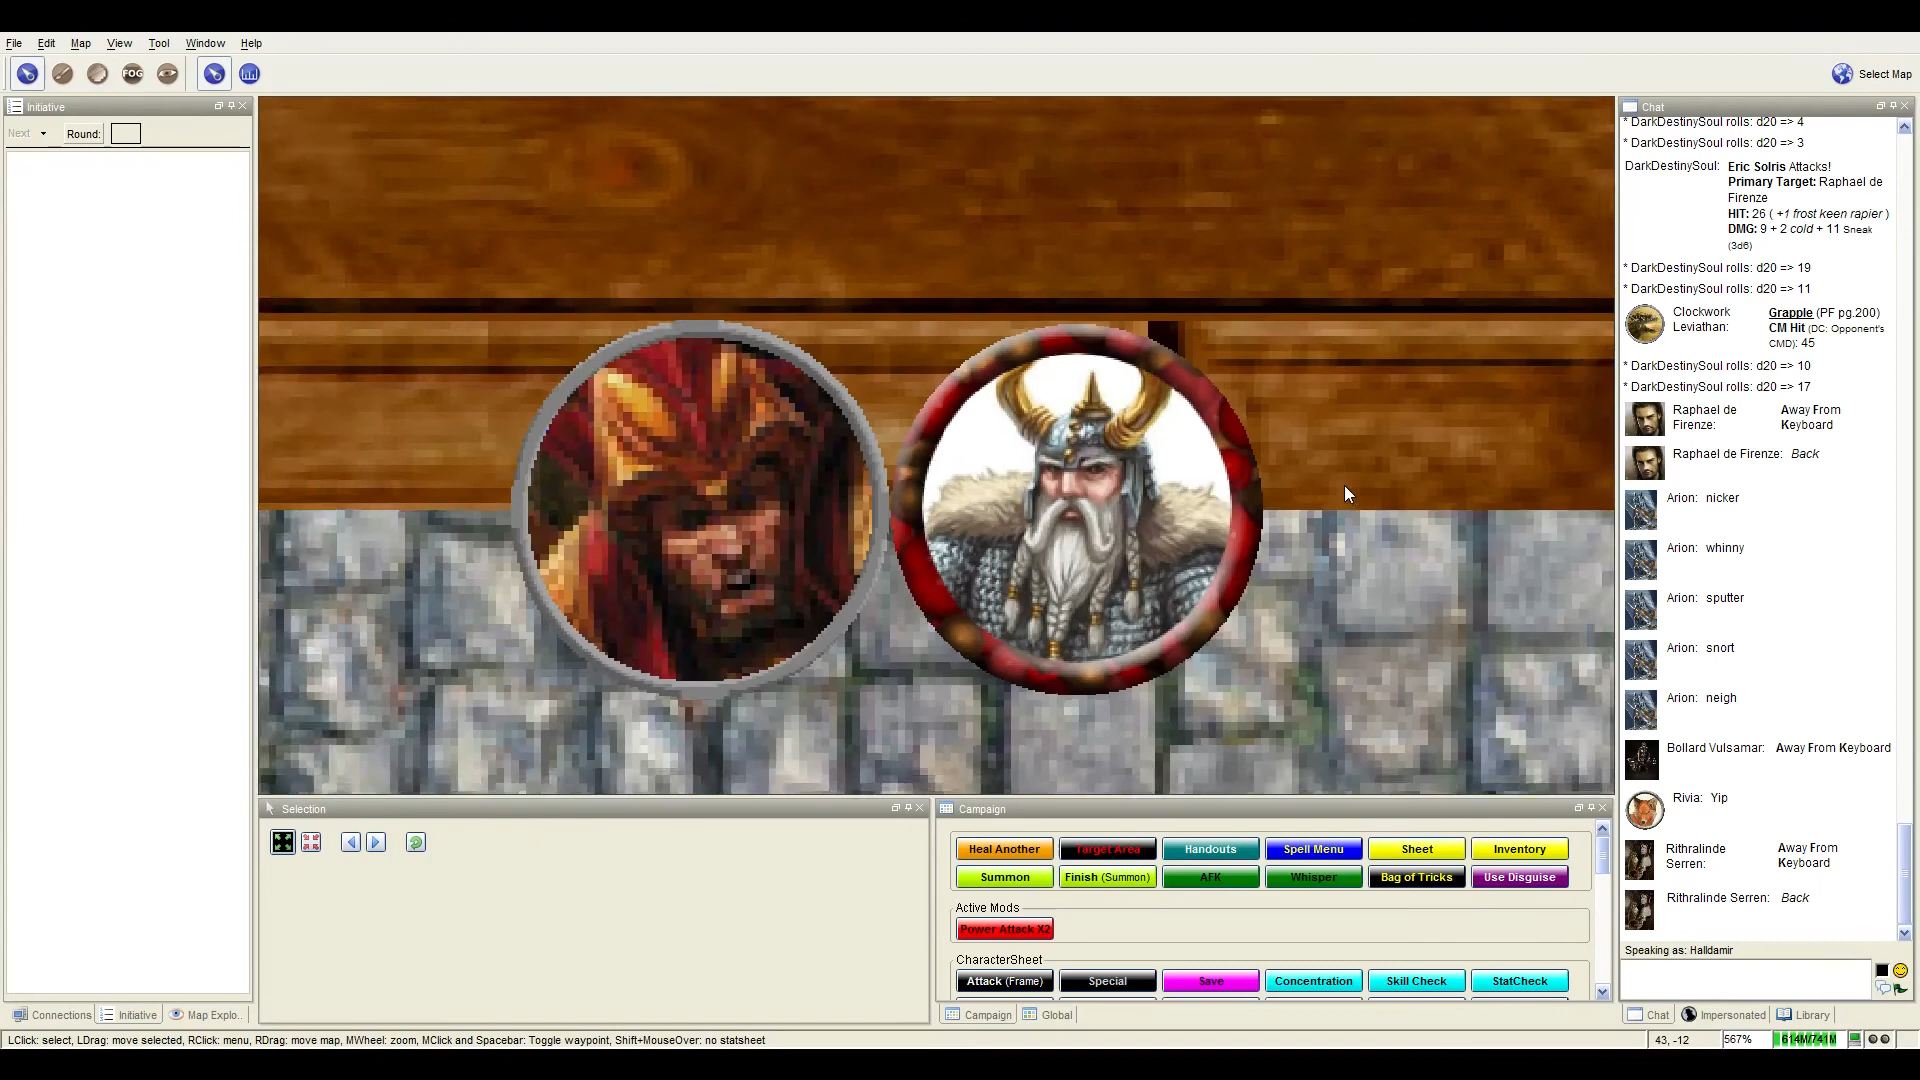 File Edit Map View Tool Window Help
FOG
Select Map
Initiative
Next Round:
Chat
* DarkDestinySoul rolls: d20 => 4
* DarkDestinySoul rolls: d20 => 3
DarkDestinySoul: Eric Solris Attacks!
Primary Target: Raphael de
Firenze
HIT: 26 ( +1 frost keen rapier )
DMG: 9 + 2 cold + 11 Sneak
(3d6)
* DarkDestinySoul rolls: d20 => 19
* DarkDestinySoul rolls: d20 => 11
Clockwork Grapple (PF pg.200)
Leviathan: CM Hit (DC: Opponent's
CMD): 45
* DarkDestinySoul rolls: d20 => 10
* DarkDestinySoul rolls: d20 => 17
Raphael de Away From
Firenze: Keyboard
Raphael de Firenze: Back
Arion: nicker
Arion: whinny
Arion: sputter
Arion: snort
Arion: neigh
Bollard Vulsamar: Away From Keyboard
Rivia: Yip
Rithralinde Away From
Serren: Keyboard
Rithralinde Serren: Back
Speaking as: Halldamir
Selection
Campaign
Heal Another Target Area Handouts Spell Menu Sheet Inventory
Summon Finish (Summon) AFK Whisper Bag of Tricks Use Disguise
Active Mods
Power Attack X2
CharacterSheet
Attack (Frame) Special Save Concentration Skill Check StatCheck
Connections Initiative Map Explo..
Campaign Global
Chat Impersonated Library
LClick: select, LDrag: move selected, RClick: menu, RDrag: move map, MWheel: zoom, MClick and Spacebar: Toggle waypoint, Shift+MouseOver: no statsheet
43, -12 567% 614M/741M